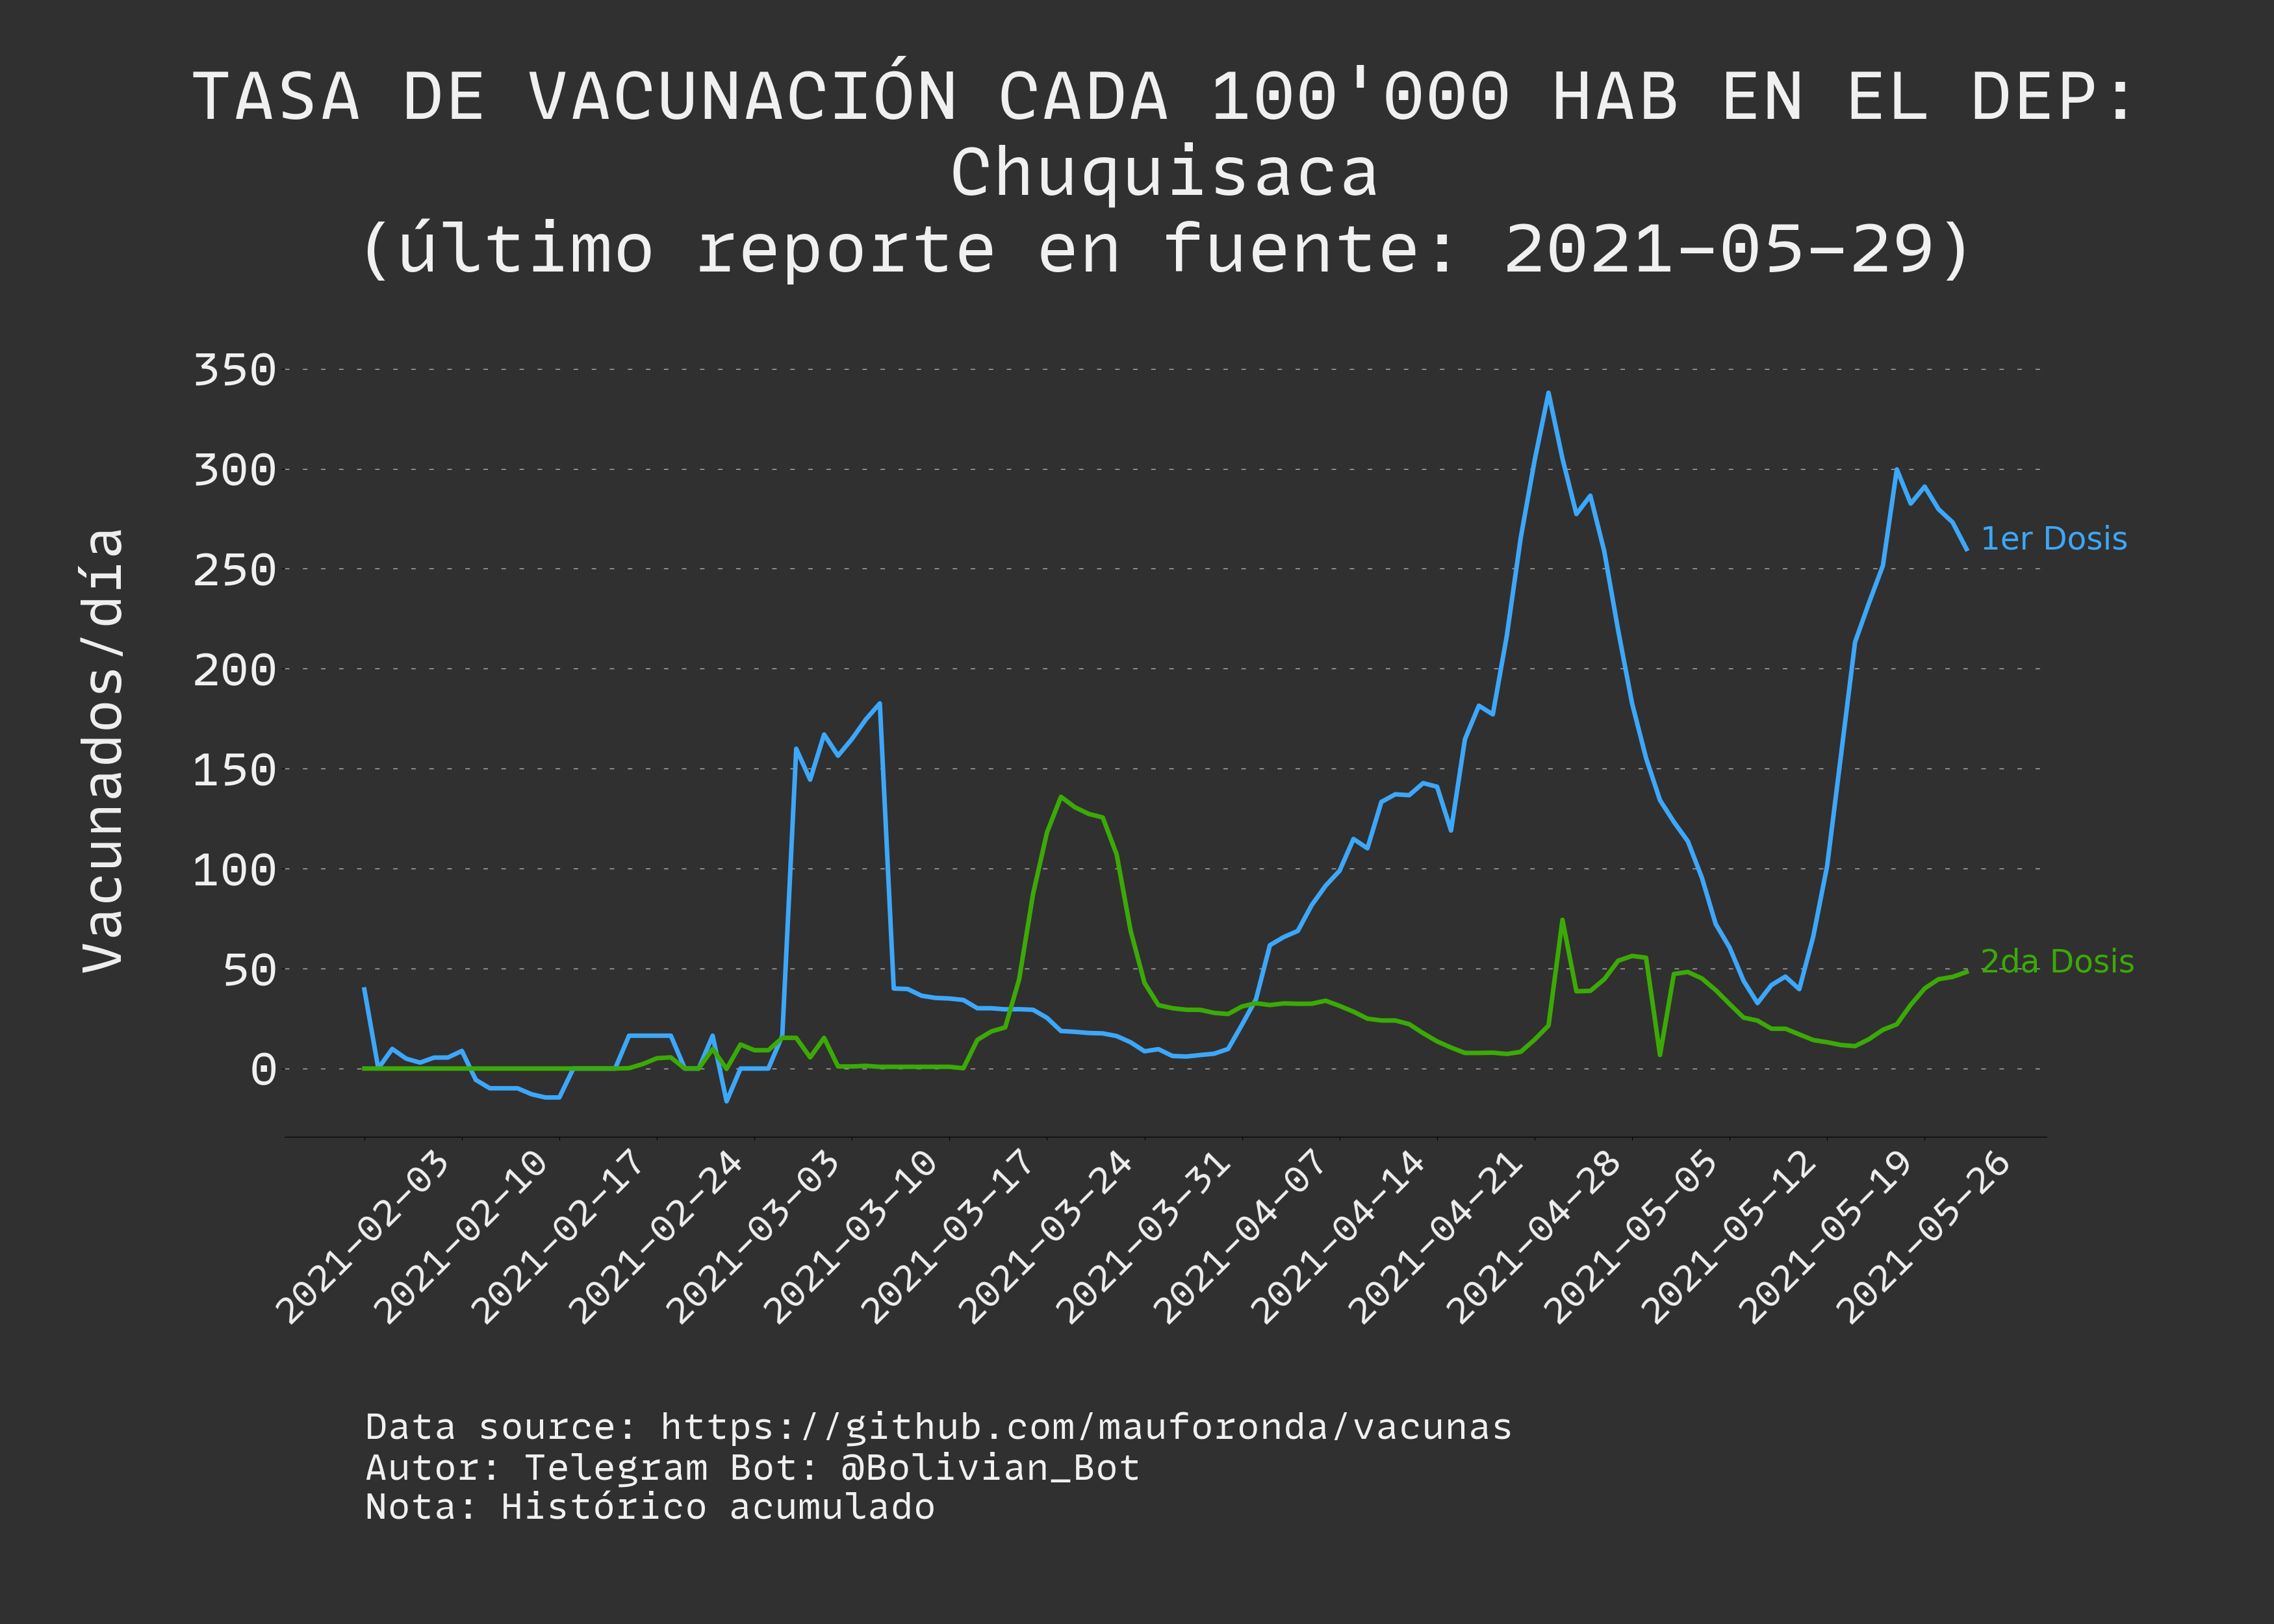 TASA DE VACUNACIÓN CADA 100'000 HAB EN EL DEP:
Chuquisaca
(último reporte en fuente: 2021-05-29)
Vacunados/día
350
300
250
200
150
100
50
0
1er Dosis
2da Dosis
2021-02-03
2021-02-10
2021-02-17
2021-02-24
2021-03-03
2021-03-10
2021-03-17
2021-03-24
2021-03-31
2021-04-07
2021-04-14
2021-04-21
2021-04-28
2021-05-05
2021-05-12
2021-05-19
2021-05-26
Data source: https://github.com/mauforonda/vacunas
Autor: Telegram Bot: @Bolivian_Bot
Nota: Histórico acumulado